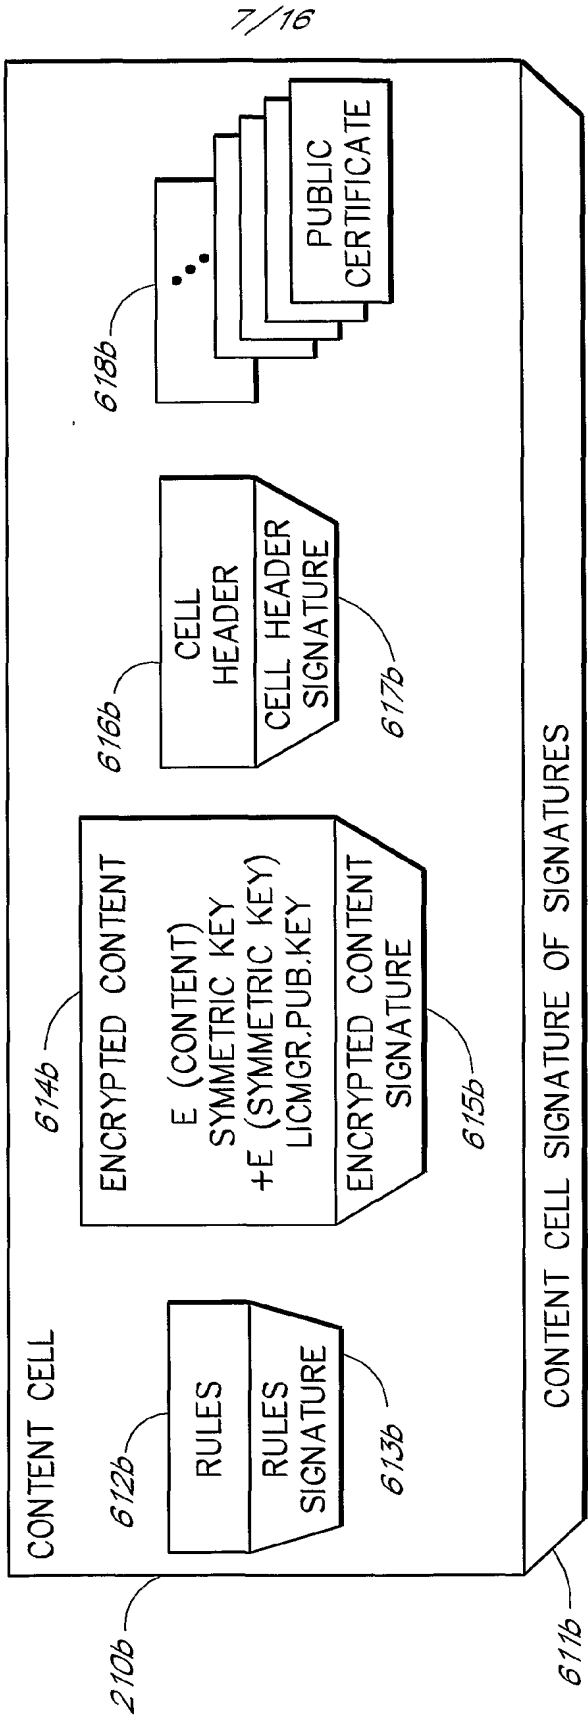 7/16
CONTENT CELL
210b
612b
RULES
RULES
SIGNATURE
613b
614b
ENCRYPTED CONTENT
E (CONTENT)
SYMMETRIC KEY
+E (SYMMETRIC KEY)
LICMGR.PUB.KEY
ENCRYPTED CONTENT
SIGNATURE
615b
616b
CELL
HEADER
CELL HEADER
SIGNATURE
617b
618b
PUBLIC
CERTIFICATE
CONTENT CELL SIGNATURE OF SIGNATURES
611b